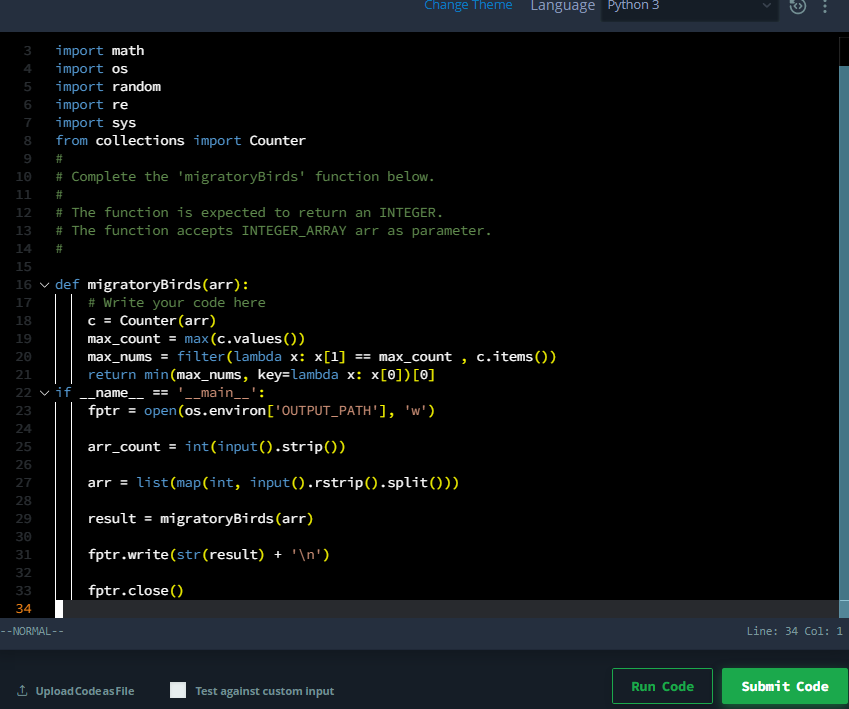 Change Theme Language Python 3
3 import math
4 import os
5 import random
6 import re
7 import sys
8 from collections import Counter
9 #
10 # Complete the 'migratoryBirds' function below.
11 #
12 # The function is expected to return an INTEGER.
13 # The function accepts INTEGER_ARRAY arr as parameter.
14 #
15
16 def migratoryBirds(arr):
17     # Write your code here
18     c = Counter(arr)
19     max_count = max(c.values())
20     max_nums = filter(lambda x: x[1] == max_count , c.items())
21     return min(max_nums, key=lambda x: x[0])[0]
22 if __name__ == '__main__':
23     fptr = open(os.environ['OUTPUT_PATH'], 'w')
24
25     arr_count = int(input().strip())
26
27     arr = list(map(int, input().rstrip().split()))
28
29     result = migratoryBirds(arr)
30
31     fptr.write(str(result) + '\n')
32
33     fptr.close()
34
--NORMAL-- Line: 34 Col: 1
Upload Code as File Test against custom input Run Code Submit Code